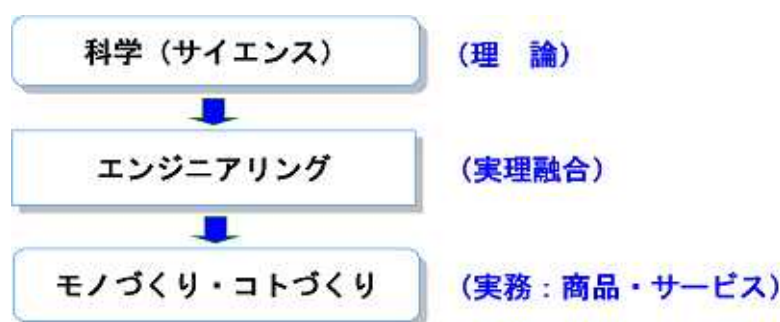 科学（サイエンス） （理　論）
エンジニアリング （実理融合）
モノづくり・コトづくり （実務：商品・サービス）